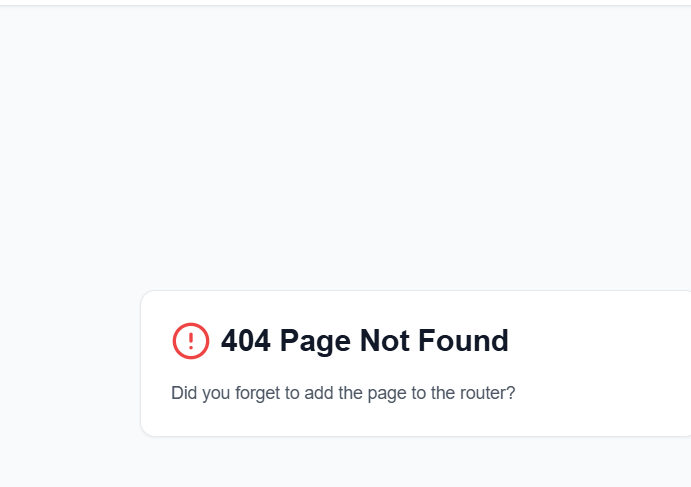 404 Page Not Found
Did you forget to add the page to the router?